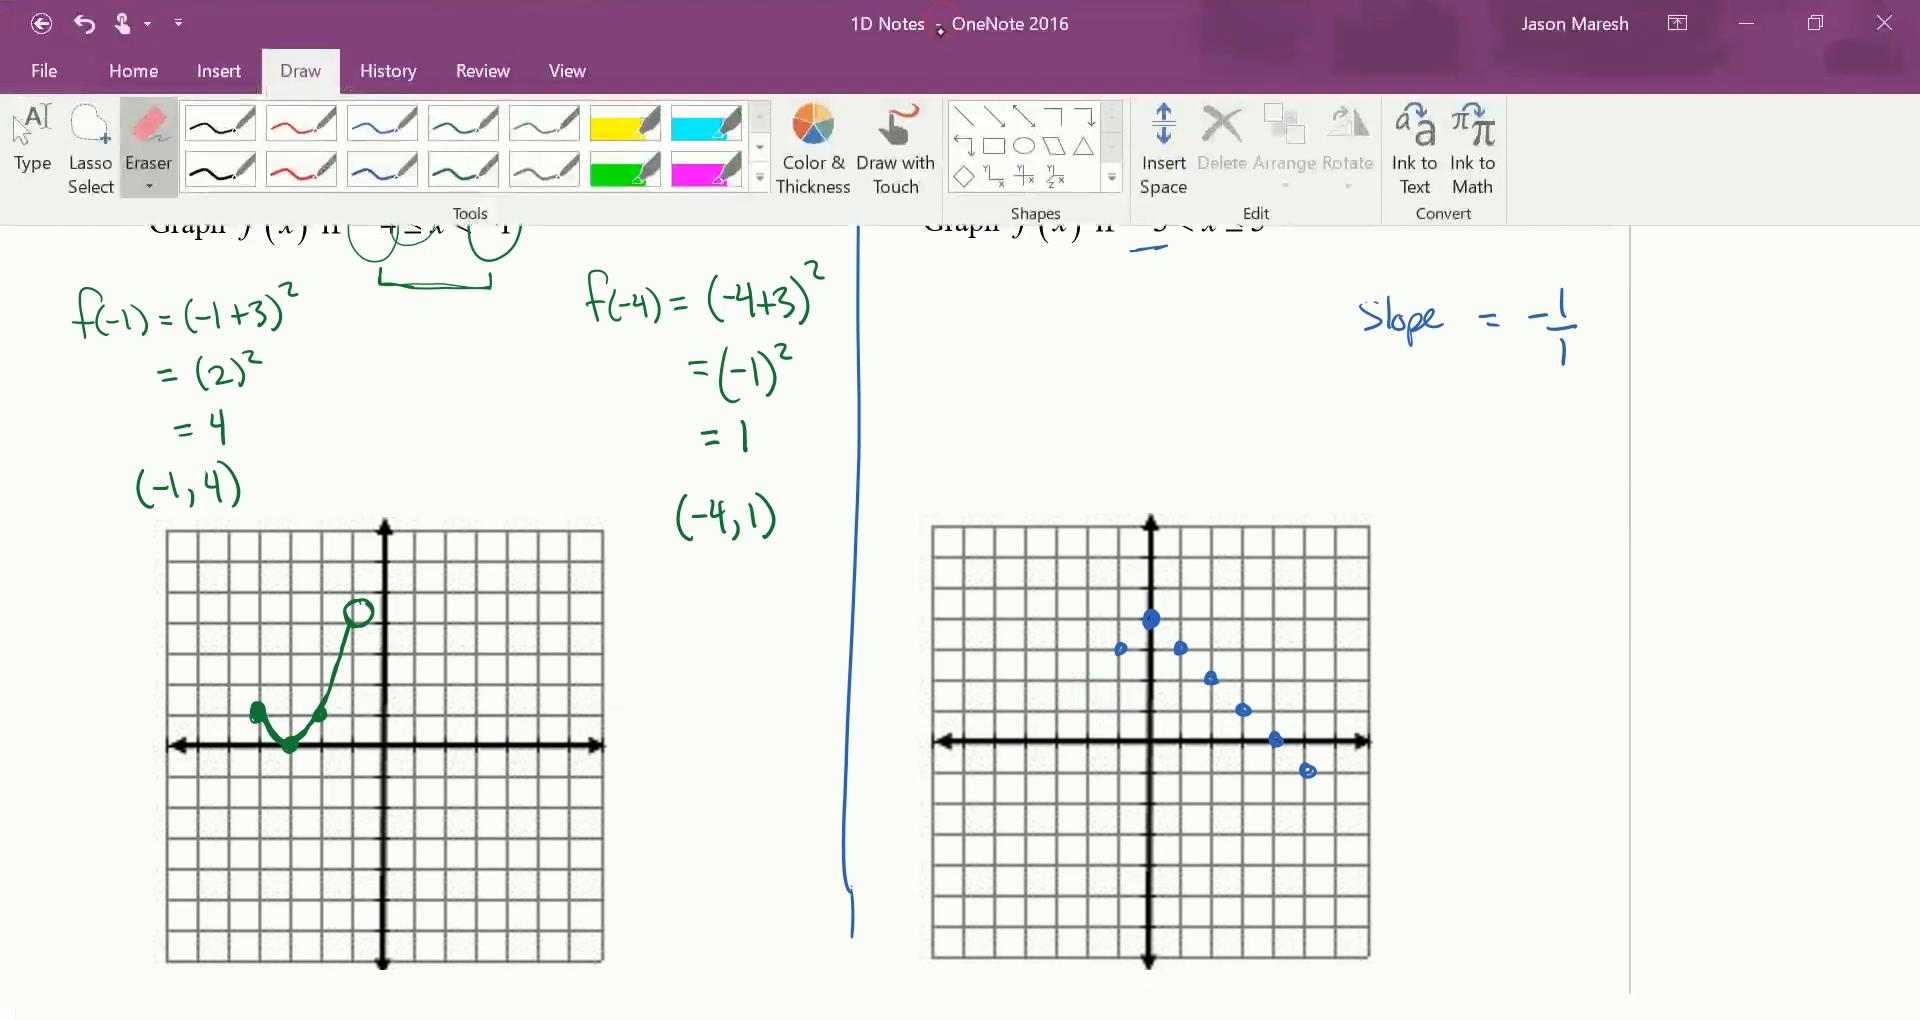 1D Notes - OneNote 2016
Jason Maresh
File Home Insert Draw History Review View
Type
Lasso Select
Eraser
Color & Thickness
Draw with Touch
Insert Space
Delete
Arrange
Rotate
Ink to Text
Ink to Math
Tools
Shapes
Edit
Convert
f(-1) = (-1+3)²
= (2)²
= 4
(-1, 4)
f(-4) = (-4+3)²
= (-1)²
= 1
(-4, 1)
Slope = -1/1